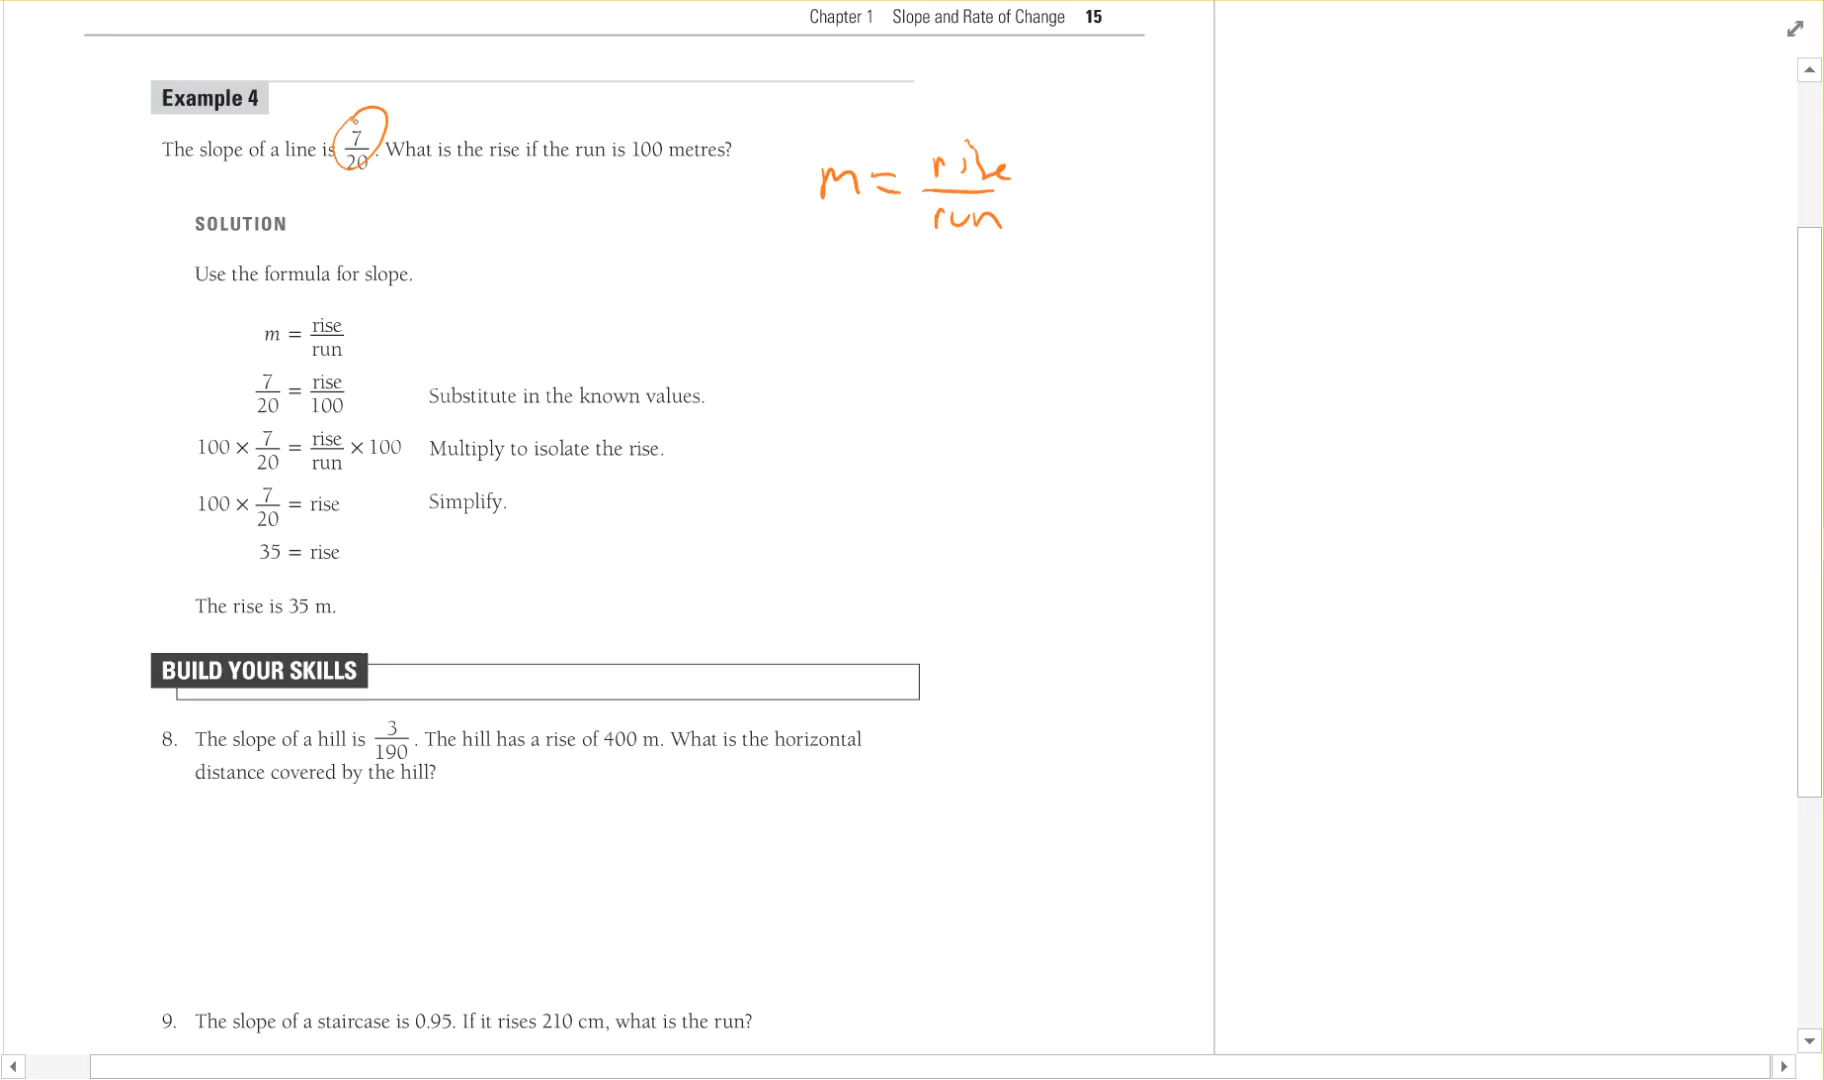 Chapter 1 Slope and Rate of Change 15
Example 4
The slope of a line is 7/20. What is the rise if the run is 100 metres?
m = rise/run
SOLUTION
Use the formula for slope.
m = rise/run
7/20 = rise/100 Substitute in the known values.
100 × 7/20 = rise/run × 100 Multiply to isolate the rise.
100 × 7/20 = rise Simplify.
35 = rise
The rise is 35 m.
BUILD YOUR SKILLS
8. The slope of a hill is 3/190. The hill has a rise of 400 m. What is the horizontal
distance covered by the hill?
9. The slope of a staircase is 0.95. If it rises 210 cm, what is the run?